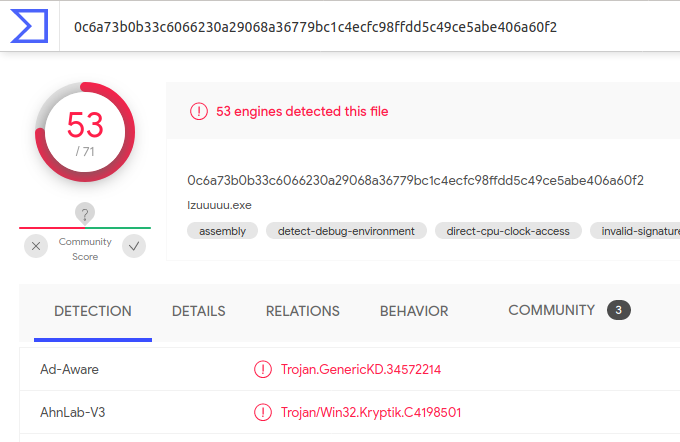 0c6a73b0b33c6066230a29068a36779bc1c4ecfc98ffdd5c49ce5abe406a60f2
53
/ 71
?
Community
Score
53 engines detected this file
0c6a73b0b33c6066230a29068a36779bc1c4ecfc98ffdd5c49ce5abe406a60f2
Izuuuuu.exe
assembly detect-debug-environment direct-cpu-clock-access invalid-signature
DETECTION DETAILS RELATIONS BEHAVIOR COMMUNITY 3
Ad-Aware Trojan.GenericKD.34572214
AhnLab-V3 Trojan/Win32.Kryptik.C4198501